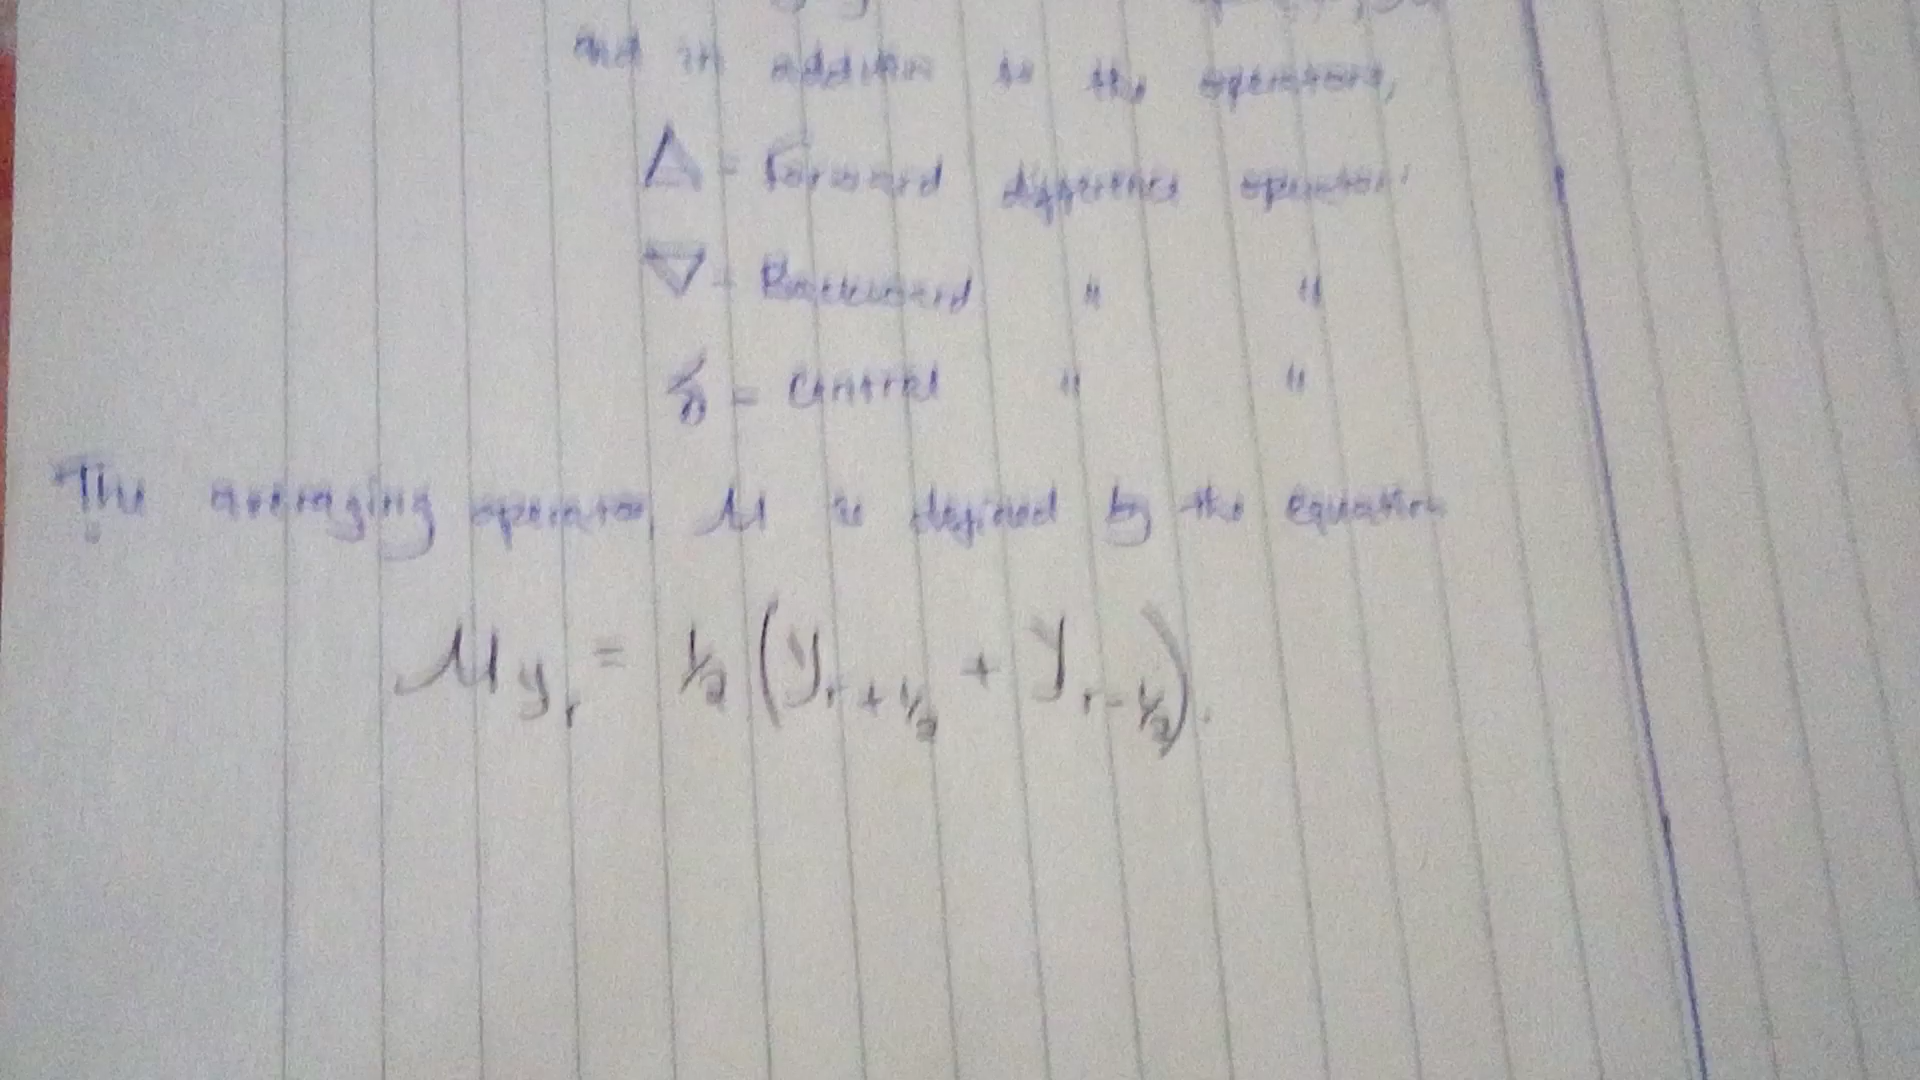 and in addition to the operators,
Δ = Forward difference operator
∇ = Backward " "
δ = Central " "
The averaging operator, μ is defined by the equation
μy_r = 1/2 (y_{r+1/2} + y_{r-1/2}).